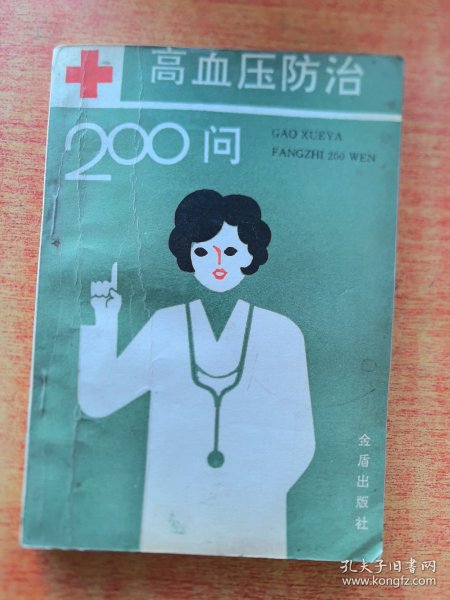 高血压防治
200问
GAO XUEYA
FANGZHI 200 WEN
金盾出版社
孔夫子旧书网
www.kongfz.com